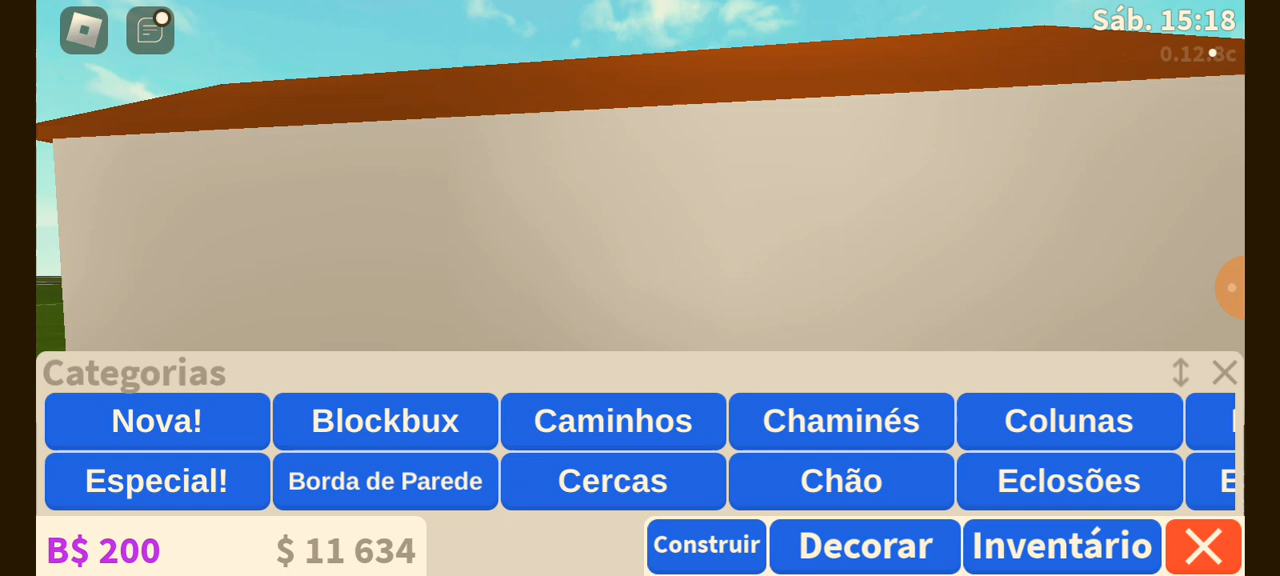 Sáb. 15:18
Categorias
Nova! Blockbux Caminhos Chaminés Colunas
Especial! Borda de Parede Cercas Chão Eclosões
B$ 200 $ 11 634 Construir Decorar Inventário